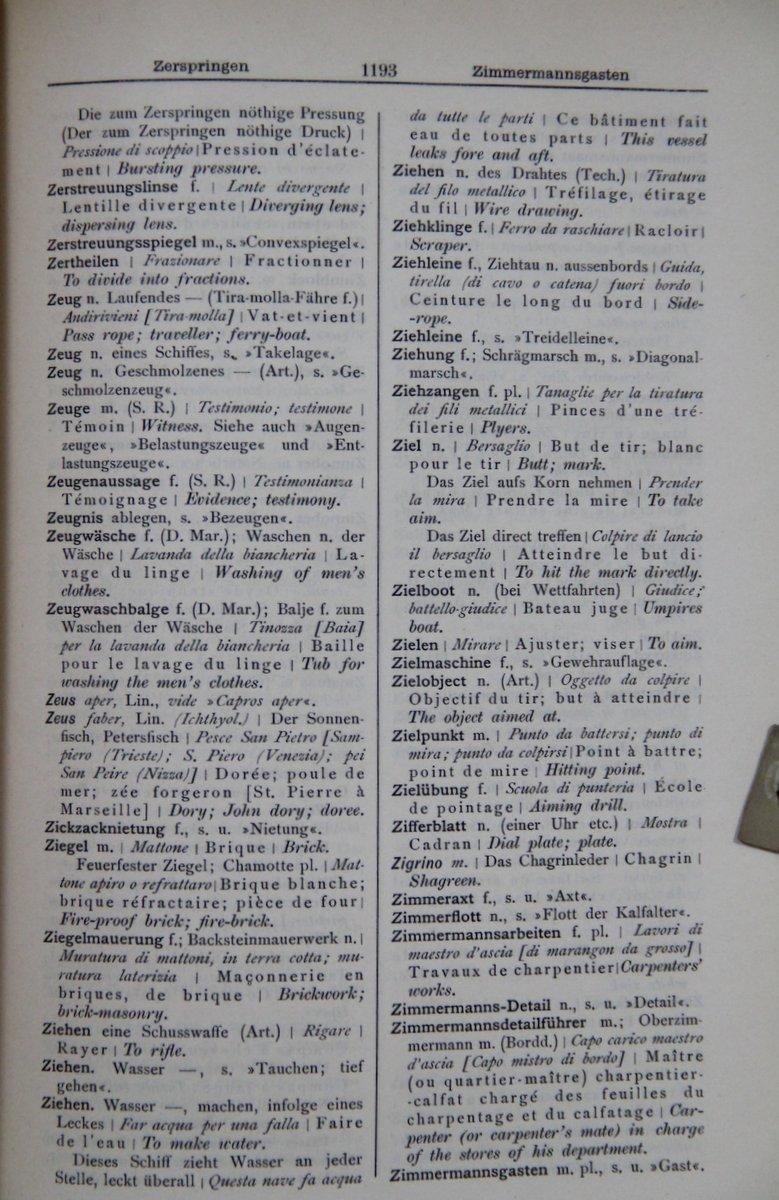 Zerspringen 1193 Zimmermannsgasten
Die zum Zerspringen nöthige Pressung
(Der zum Zerspringen nöthige Druck) |
Pressione di scoppio | Pression d'éclate-
ment | Bursting pressure.
Zerstreuungslinse f. | Lente divergente |
Lentille divergente | Diverging lens;
dispersing lens.
Zerstreuungsspiegel m., s. »Convexspiegel«.
Zertheilen | Frazionare | Fractionner |
To divide into fractions.
Zeug n. Laufendes — (Tira-molla-Fähre f.) |
Andirivieni [Tira-molla] | Vat-et-vient |
Pass rope; traveller; ferry-boat.
Zeug n. eines Schiffes, s. »Takelage«.
Zeug n. Geschmolzenes — (Art.), s. »Ge-
schmolzenzeug«.
Zeuge m. (S. R.) | Testimonio; testimone |
Témoin | Witness. Siehe auch »Augen-
zeuge«, »Belastungszeuge« und »Ent-
lastungszeuge«.
Zeugenaussage f. (S. R.) | Testimonianza |
Témoignage | Evidence; testimony.
Zeugnis ablegen, s. »Bezeugen«.
Zeugwäsche f. (D. Mar.); Waschen n. der
Wäsche | Lavanda della biancheria | La-
vage du linge | Washing of men's
clothes.
Zeugwaschbalge f. (D. Mar.); Balje f. zum
Waschen der Wäsche | Tinozza [Baia]
per la lavanda della biancheria | Baille
pour le lavage du linge | Tub for
washing the men's clothes.
Zeus aper, Lin., vide »Capros aper«.
Zeus faber, Lin. (Ichthyol.) | Der Sonnen-
fisch, Petersfisch | Pesce San Pietro [Sam-
piero (Trieste); S. Piero (Venezia); pei
San Peire (Nizza)] | Dorée; poule de
mer; zée forgeron [St. Pierre à
Marseille] | Dory; John dory; doree.
Zickzacknietung f., s. u. »Nietung«.
Ziegel m. | Mattone | Brique | Brick.
Feuerfester Ziegel; Chamotte pl. | Mat-
tone apiro o refrattaro | Brique blanche;
brique réfractaire; pièce de four |
Fire-proof brick; fire-brick.
Ziegelmauerung f.; Backsteinmauerwerk n. |
Muratura di mattoni, in terra cotta; mu-
ratura laterizia | Maçonnerie en
briques, de brique | Brickwork;
brick-masonry.
Ziehen eine Schusswaffe (Art.) | Rigare |
Rayer | To rifle.
Ziehen. Wasser —, s. »Tauchen; tief
gehen«.
Ziehen. Wasser —, machen, infolge eines
Leckes | Far acqua per una falla | Faire
de l'eau | To make water.
Dieses Schiff zieht Wasser an jeder
Stelle, leckt überall | Questa nave fa acqua
da tutte le parti | Ce bâtiment fait
eau de toutes parts | This vessel
leaks fore and aft.
Ziehen n. des Drahtes (Tech.) | Tiratura
del filo metallico | Tréfilage, étirage
du fil | Wire drawing.
Ziehklinge f. | Ferro da raschiare | Racloir |
Scraper.
Ziehleine f., Ziehtau n. aussenbords | Guida,
tirella (di cavo o catena) fuori bordo |
Ceinture le long du bord | Side-
-rope.
Ziehleine f., s. »Treidelleine«.
Ziehung f.; Schrägmarsch m., s. »Diagonal-
marsch«.
Ziehzangen f. pl. | Tanaglie per la tiratura
dei fili metallici | Pinces d'une tré-
filerie | Plyers.
Ziel n. | Bersaglio | But de tir; blanc
pour le tir | Butt; mark.
Das Ziel aufs Korn nehmen | Prender
la mira | Prendre la mire | To take
aim.
Das Ziel direct treffen | Colpire di lancio
il bersaglio | Atteindre le but di-
rectement | To hit the mark directly.
Zielboot n. (bei Wettfahrten) | Giudice;
battello-giudice | Bateau juge | Umpires
boat.
Zielen | Mirare | Ajuster; viser | To aim.
Zielmaschine f., s. »Gewehrauflage«.
Zielobject n. (Art.) | Oggetto da colpire |
Objectif du tir; but à atteindre |
The object aimed at.
Zielpunkt m. | Punto da battersi; punto di
mira; punto da colpirsi | Point à battre;
point de mire | Hitting point.
Zielübung f. | Scuola di punteria | École
de pointage | Aiming drill.
Zifferblatt n. (einer Uhr etc.) | Mostra |
Cadran | Dial plate; plate.
Zigrino m. | Das Chagrinleder | Chagrin |
Shagreen.
Zimmeraxt f., s. u. »Axt«.
Zimmerflott n., s. »Flott der Kalfalter«.
Zimmermannsarbeiten f. pl. | Lavori di
maestro d'ascia [di marangon da grosso] |
Travaux de charpentier | Carpenters'
works.
Zimmermanns-Detail n., s. u. »Detail«.
Zimmermannsdetailführer m.; Oberzim-
mermann m. (Bordd.) | Capo carico maestro
d'ascia [Capo mistro di bordo] | Maître
(ou quartier-maître) charpentier-
-calfat chargé des feuilles du
charpentage et du calfatage | Car-
penter (or carpenter's mate) in charge
of the stores of his department.
Zimmermannsgasten m. pl., s. u. »Gast«.